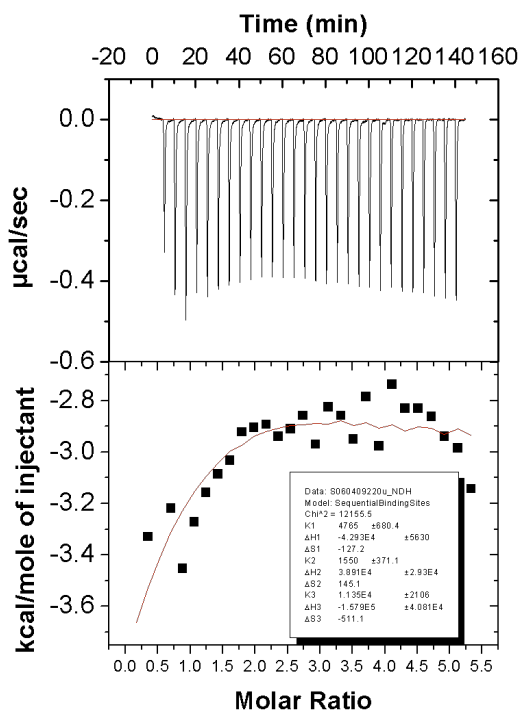 Time (min)
-20 0 20 40 60 80 100 120 140 160
0.0
-0.2
-0.4
-0.6
µcal/sec
-2.8
-3.0
-3.2
-3.4
-3.6
kcal/mole of injectant
Data: S060409220u_NDH
Model: SequentialBindingSites
Chi^2 = 12155.5
K1 4765 ±680.4
ΔH1 -4.293E4 ±5630
ΔS1 -127.2
K2 1550 ±371.1
ΔH2 3.891E4 ±2.93E4
ΔS2 145.1
K3 1.135E4 ±2106
ΔH3 -1.579E5 ±4.081E4
ΔS3 -511.1
0.0 0.5 1.0 1.5 2.0 2.5 3.0 3.5 4.0 4.5 5.0 5.5
Molar Ratio